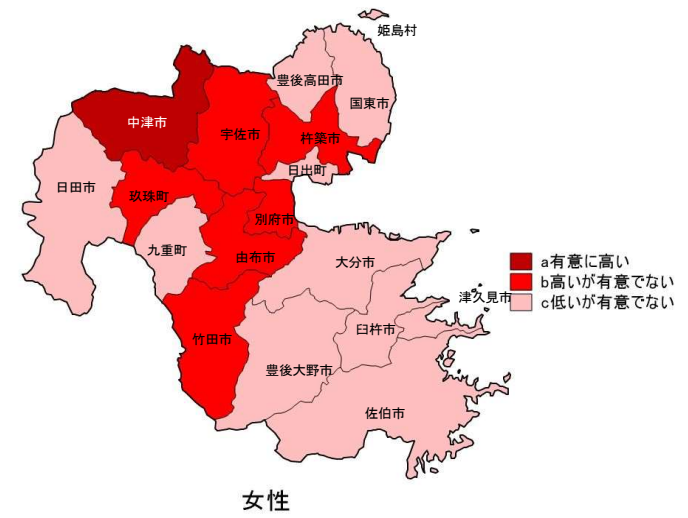 姫島村
豊後高田市
国東市
中津市
宇佐市
杵築市
日出町
日田市
玖珠町
別府市
九重町
由布市
大分市
a有意に高い
b高いが有意でない
c低いが有意でない
津久見市
臼杵市
竹田市
豊後大野市
佐伯市
女性